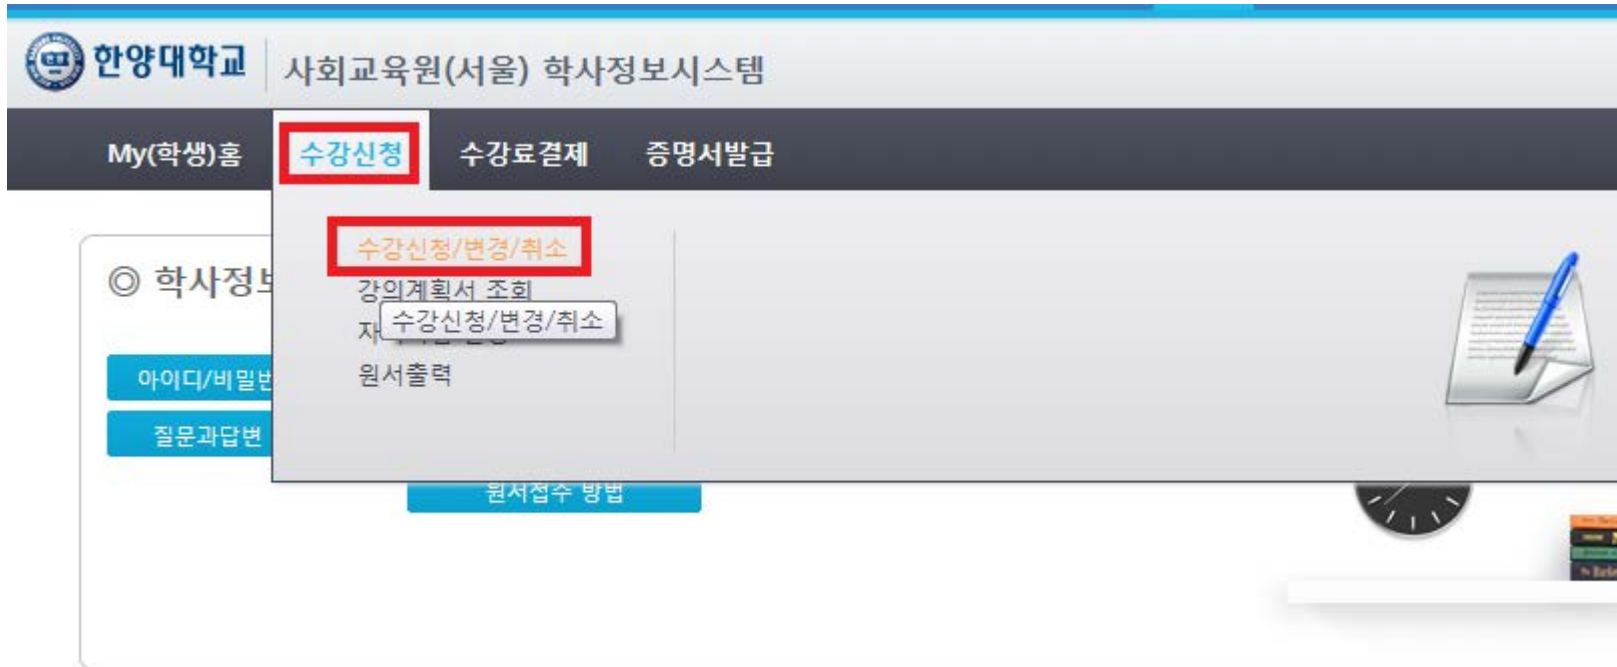 한양대학교 사회교육원(서울) 학사정보시스템
My(학생)홈 수강신청 수강료결제 증명서발급
수강신청/변경/취소
◎ 학사정보
강의계획서 조회
수강신청/변경/취소
아이디/비밀번
원서출력
질문과답변
원서접수 방법